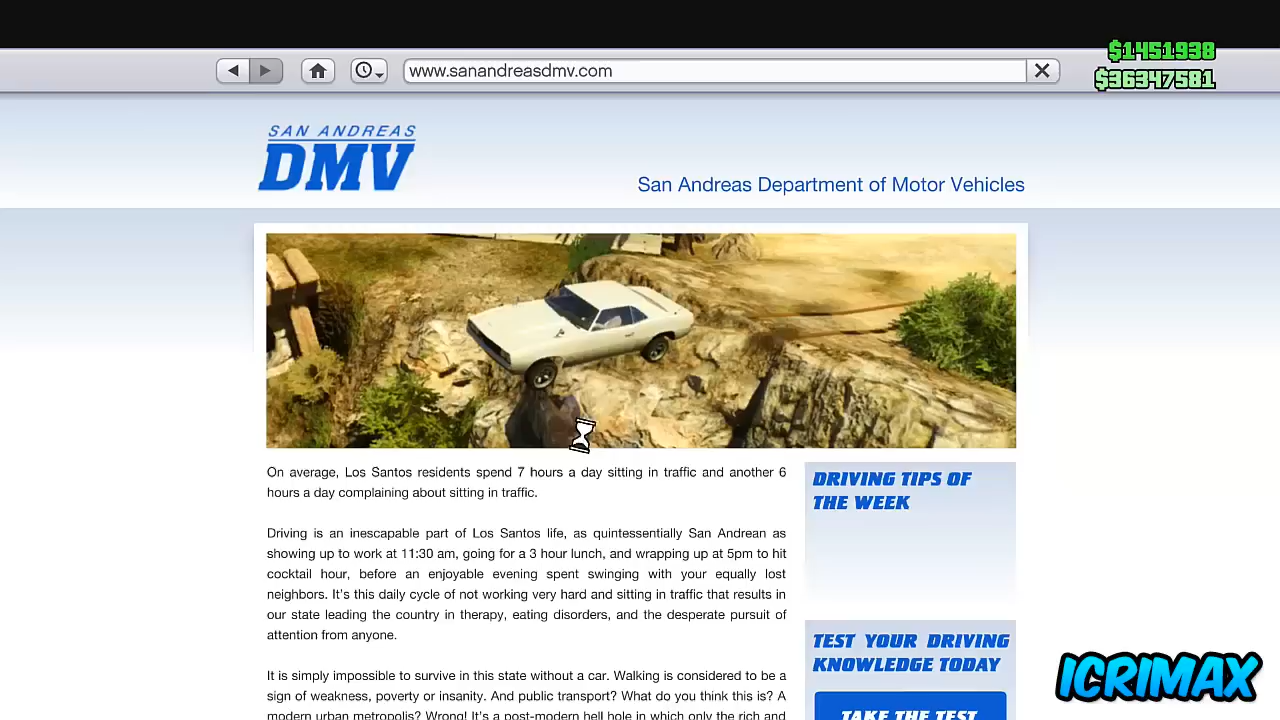 $1451938
www.sanandreasdmv.com
$36347581
SAN ANDREAS
DMV
San Andreas Department of Motor Vehicles
On average, Los Santos residents spend 7 hours a day sitting in traffic and another 6
hours a day complaining about sitting in traffic.
Driving is an inescapable part of Los Santos life, as quintessentially San Andrean as
showing up to work at 11:30 am, going for a 3 hour lunch, and wrapping up at 5pm to hit
cocktail hour, before an enjoyable evening spent swinging with your equally lost
neighbors. It's this daily cycle of not working very hard and sitting in traffic that results in
our state leading the country in therapy, eating disorders, and the desperate pursuit of
attention from anyone.
It is simply impossible to survive in this state without a car. Walking is considered to be a
sign of weakness, poverty or insanity. And public transport? What do you think this is? A
modern urban metropolis? Wrong! It's a post-modern hell hole in which only the rich and
DRIVING TIPS OF
THE WEEK
TEST YOUR DRIVING
KNOWLEDGE TODAY
TAKE THE TEST
ICRIMAX